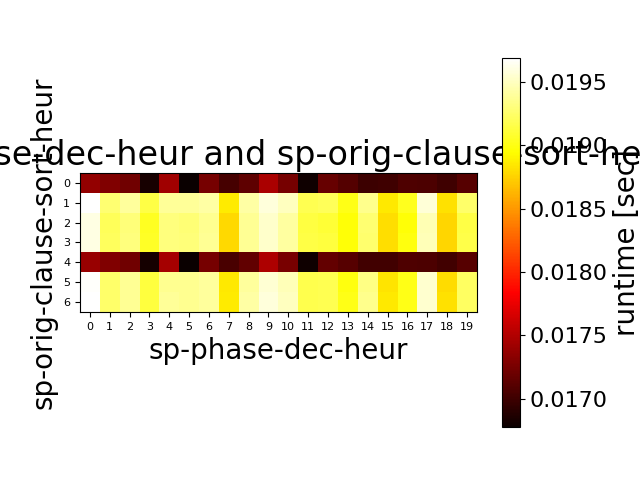 se-dec-heur and sp-orig-clause-sort-he
sp-orig-clause-sort-heur
0
1
2
3
4
5
6
0 1 2 3 4 5 6 7 8 9 10 11 12 13 14 15 16 17 18 19
sp-phase-dec-heur
0.0195
0.0190
0.0185
0.0180
0.0175
0.0170
runtime [sec]